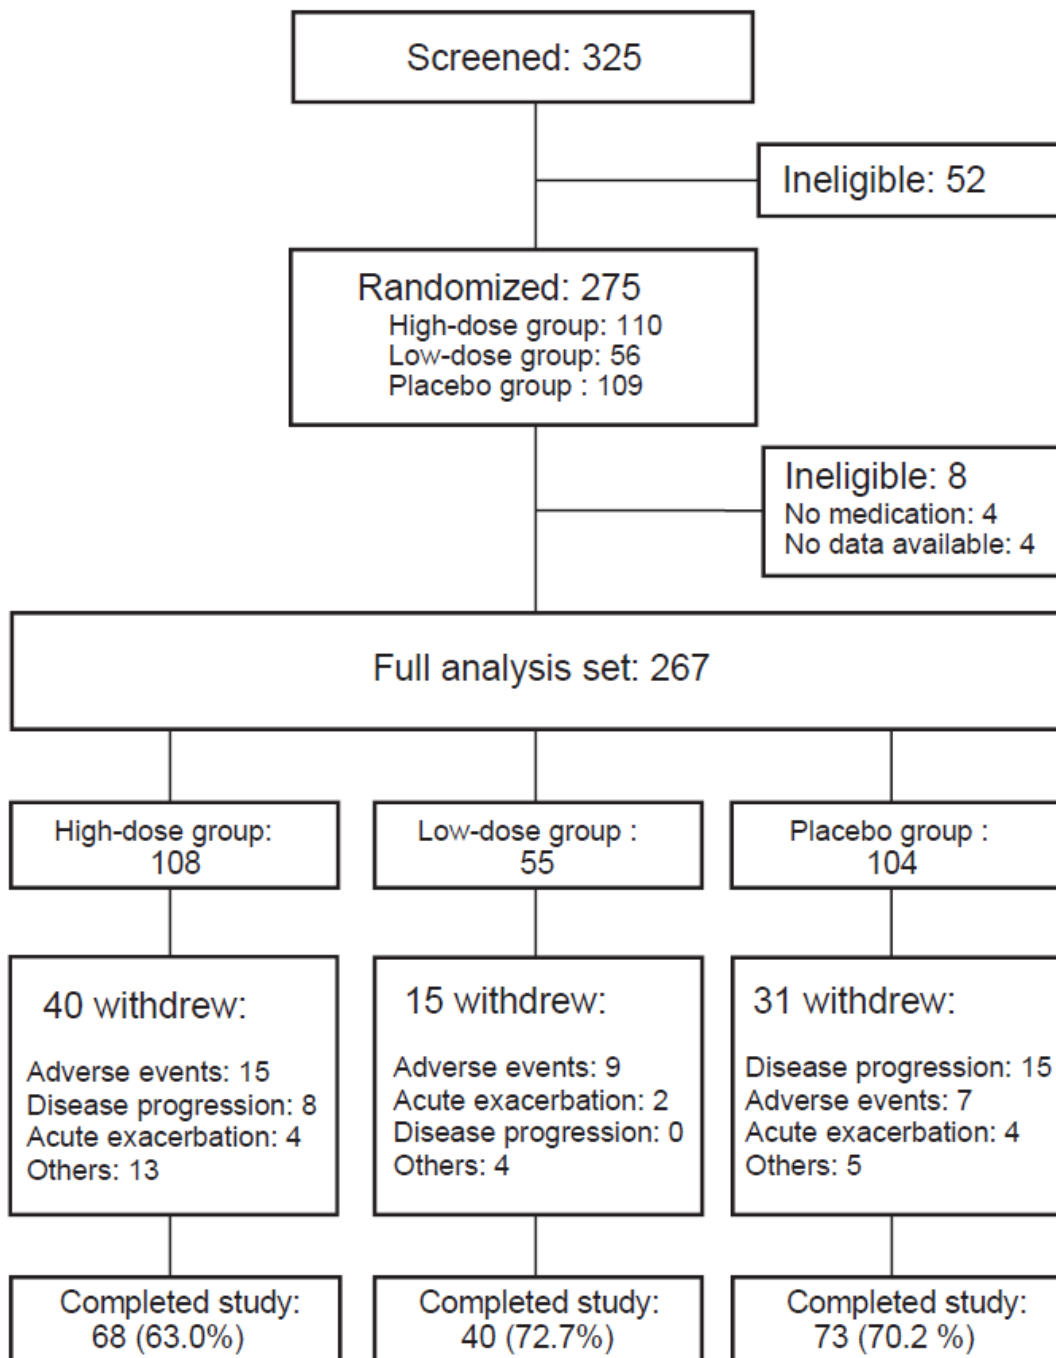 Screened: 325
Ineligible: 52
Randomized: 275
High-dose group: 110
Low-dose group: 56
Placebo group : 109
Ineligible: 8
No medication: 4
No data available: 4
Full analysis set: 267
High-dose group:
108
Low-dose group :
55
Placebo group :
104
40 withdrew:
Adverse events: 15
Disease progression: 8
Acute exacerbation: 4
Others: 13
15 withdrew:
Adverse events: 9
Acute exacerbation: 2
Disease progression: 0
Others: 4
31 withdrew:
Disease progression: 15
Adverse events: 7
Acute exacerbation: 4
Others: 5
Completed study:
68 (63.0%)
Completed study:
40 (72.7%)
Completed study:
73 (70.2 %)